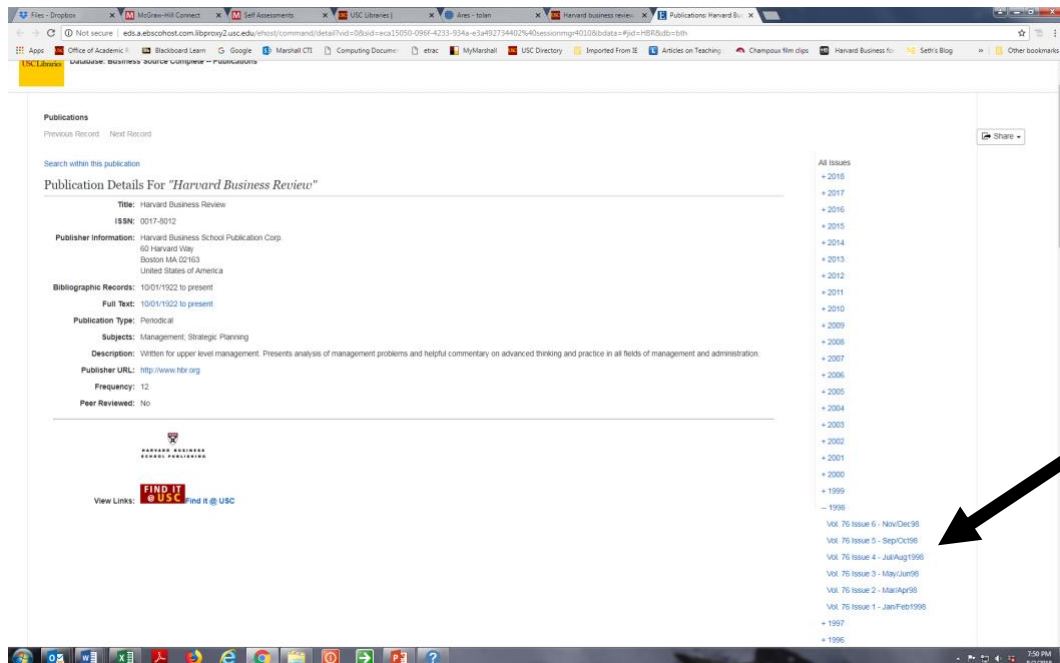 Files - Dropbox
McGraw-Hill Connect
Self Assessments
USC Libraries |
Ares - tolan
Harvard business review
Publications: Harvard Bus
Not secure | eds.a.ebscohost.com.libproxy2.usc.edu/ehost/command/detail?vid=0&sid=eca15050-096f-4233-934a-e3a492734402%40sessionmgr4010&bdata=#jid=HBR&db=bth
Apps
Office of Academic R
Blackboard Learn
Google
Marshall CTI
Computing Documen
etrac
MyMarshall
USC Directory
Imported From IE
Articles on Teaching
Champoux film clips
Harvard Business fo
Seth's Blog
»
Other bookmarks
USC Libraries
Database: Business Source Complete -- Publications
Publications
Previous Record Next Record
Share
Search within this publication
Publication Details For "Harvard Business Review"
Title: Harvard Business Review
ISSN: 0017-8012
Publisher Information: Harvard Business School Publication Corp.
60 Harvard Way
Boston MA 02163
United States of America
Bibliographic Records: 10/01/1922 to present
Full Text: 10/01/1922 to present
Publication Type: Periodical
Subjects: Management; Strategic Planning
Description: Written for upper level management. Presents analysis of management problems and helpful commentary on advanced thinking and practice in all fields of management and administration.
Publisher URL: http://www.hbr.org
Frequency: 12
Peer Reviewed: No
HARVARD BUSINESS
SCHOOL PUBLISHING
View Links:
FIND IT
@ USC
Find it @ USC
All Issues
+ 2018
+ 2017
+ 2016
+ 2015
+ 2014
+ 2013
+ 2012
+ 2011
+ 2010
+ 2009
+ 2008
+ 2007
+ 2006
+ 2005
+ 2004
+ 2003
+ 2002
+ 2001
+ 2000
+ 1999
-- 1998
Vol. 76 Issue 6 - Nov/Dec98
Vol. 76 Issue 5 - Sep/Oct98
Vol. 76 Issue 4 - Jul/Aug1998
Vol. 76 Issue 3 - May/Jun98
Vol. 76 Issue 2 - Mar/Apr98
Vol. 76 Issue 1 - Jan/Feb1998
+ 1997
+ 1996
7:50 PM